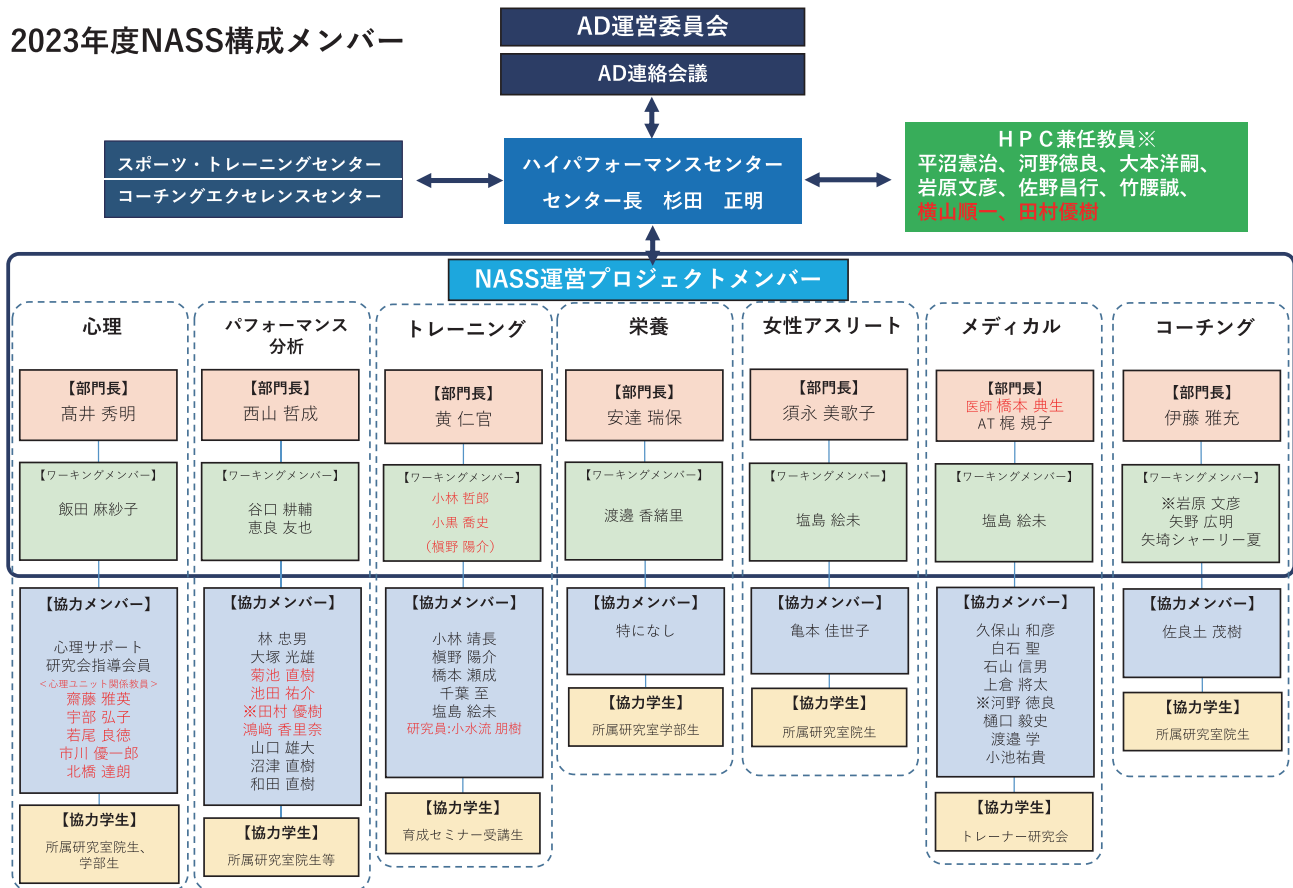 2023年度NASS構成メンバー
AD運営委員会
AD連絡会議
スポーツ・トレーニングセンター
コーチングエクセレンスセンター
ハイパフォーマンスセンター
センター長 杉田 正明
ＨＰＣ兼任教員※
平沼憲治、河野徳良、大本洋嗣、
岩原文彦、佐野昌行、竹腰誠、
横山順一、田村優樹
NASS運営プロジェクトメンバー
心理
【部門長】
髙井 秀明
【ワーキングメンバー】
飯田 麻紗子
【協力メンバー】
心理サポート
研究会指導会員
＜心理ユニット関係教員＞
齋藤 雅英
宇部 弘子
若尾 良徳
市川 優一郎
北橋 達朗
【協力学生】
所属研究室院生、
学部生
パフォーマンス
分析
【部門長】
西山 哲成
【ワーキングメンバー】
谷口 耕輔
恵良 友也
【協力メンバー】
林 忠男
大塚 光雄
菊池 直樹
池田 祐介
※田村 優樹
鴻﨑 香里奈
山口 雄大
沼津 直樹
和田 直樹
【協力学生】
所属研究室院生等
トレーニング
【部門長】
黄 仁官
【ワーキングメンバー】
小林 哲郎
小黒 喬史
（槇野 陽介）
【協力メンバー】
小林 靖長
槇野 陽介
橋本 瀬成
千葉 至
塩島 絵未
研究員:小水流 朋樹
【協力学生】
育成セミナー受講生
栄養
【部門長】
安達 瑞保
【ワーキングメンバー】
渡邊 香緒里
【協力メンバー】
特になし
【協力学生】
所属研究室学部生
女性アスリート
【部門長】
須永 美歌子
【ワーキングメンバー】
塩島 絵未
【協力メンバー】
亀本 佳世子
【協力学生】
所属研究室院生
メディカル
【部門長】
医師 橋本 典生
AT 梶 規子
【ワーキングメンバー】
塩島 絵未
【協力メンバー】
久保山 和彦
白石 聖
石山 信男
上倉 將太
※河野 徳良
樋口 毅史
渡邉 学
小池祐貴
【協力学生】
トレーナー研究会
コーチング
【部門長】
伊藤 雅充
【ワーキングメンバー】
※岩原 文彦
矢野 広明
矢埼シャーリー夏
【協力メンバー】
佐良土 茂樹
【協力学生】
所属研究室院生